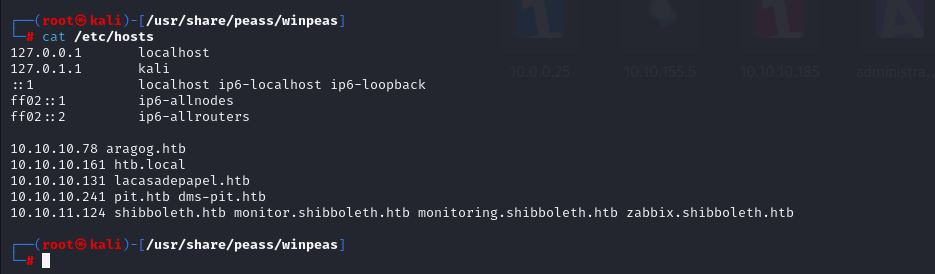 ┌──(root㉿kali)-[/usr/share/peass/winpeas]
└─# cat /etc/hosts
127.0.0.1       localhost
127.0.1.1       kali
::1             localhost ip6-localhost ip6-loopback
ff02::1         ip6-allnodes
ff02::2         ip6-allrouters
10.10.10.78 aragog.htb
10.10.10.161 htb.local
10.10.10.131 lacasadepapel.htb
10.10.10.241 pit.htb dms-pit.htb
10.10.11.124 shibboleth.htb monitor.shibboleth.htb monitoring.shibboleth.htb zabbix.shibboleth.htb
┌──(root㉿kali)-[/usr/share/peass/winpeas]
└─#
10.0.0.25 10.10.155.5 10.10.10.185 administra...